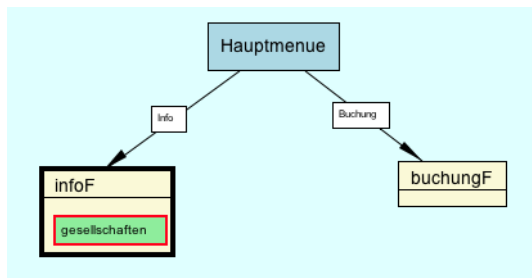 Hauptmenue
Info
Buchung
infoF
gesellschaften
buchungF